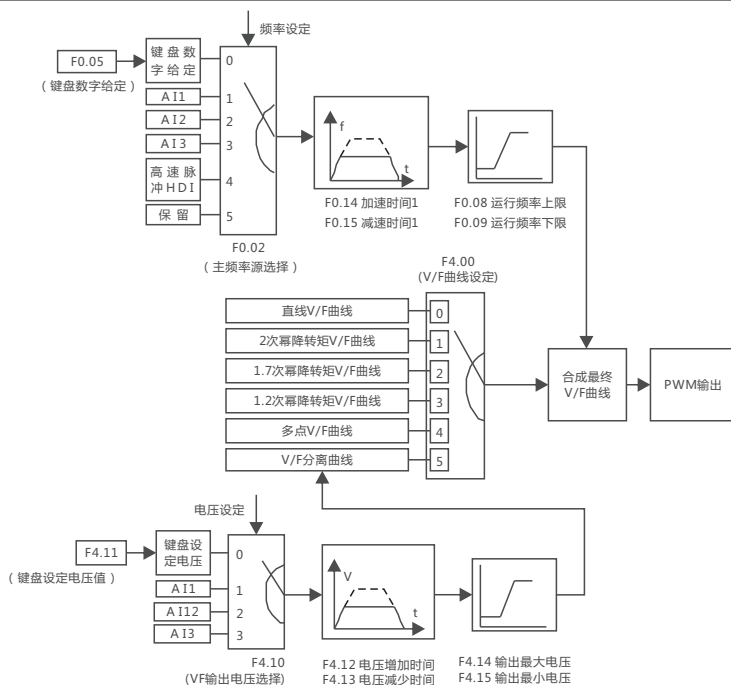 频率设定
F0.05
（键盘数字给定）
键盘数
字给定
AI1
AI2
AI3
高速脉
冲HDI
保留
0
1
2
3
4
5
F0.02
（主频率源选择）
f
t
F0.14 加速时间1
F0.15 减速时间1
F0.08 运行频率上限
F0.09 运行频率下限
F4.00
(V/F曲线设定)
直线V/F曲线
2次幂降转矩V/F曲线
1.7次幂降转矩V/F曲线
1.2次幂降转矩V/F曲线
多点V/F曲线
V/F分离曲线
0
1
2
3
4
5
合成最终
V/F曲线
PWM输出
电压设定
F4.11
（键盘设定电压值）
键盘设
定电压
AI1
AI12
AI3
0
1
2
3
F4.10
(VF输出电压选择)
V
t
F4.12 电压增加时间
F4.13 电压减少时间
F4.14 输出最大电压
F4.15 输出最小电压